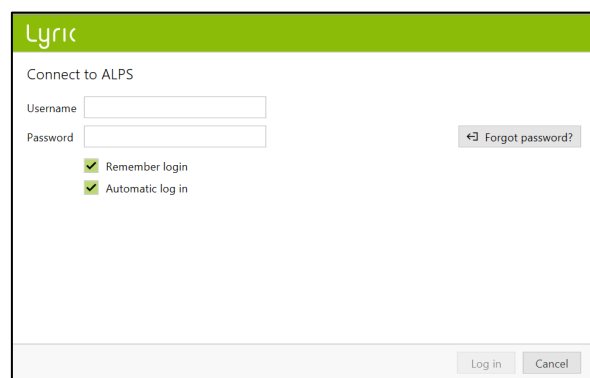 Lyric
Connect to ALPS
Username
Password
Forgot password?
Remember login
Automatic log in
Log in
Cancel